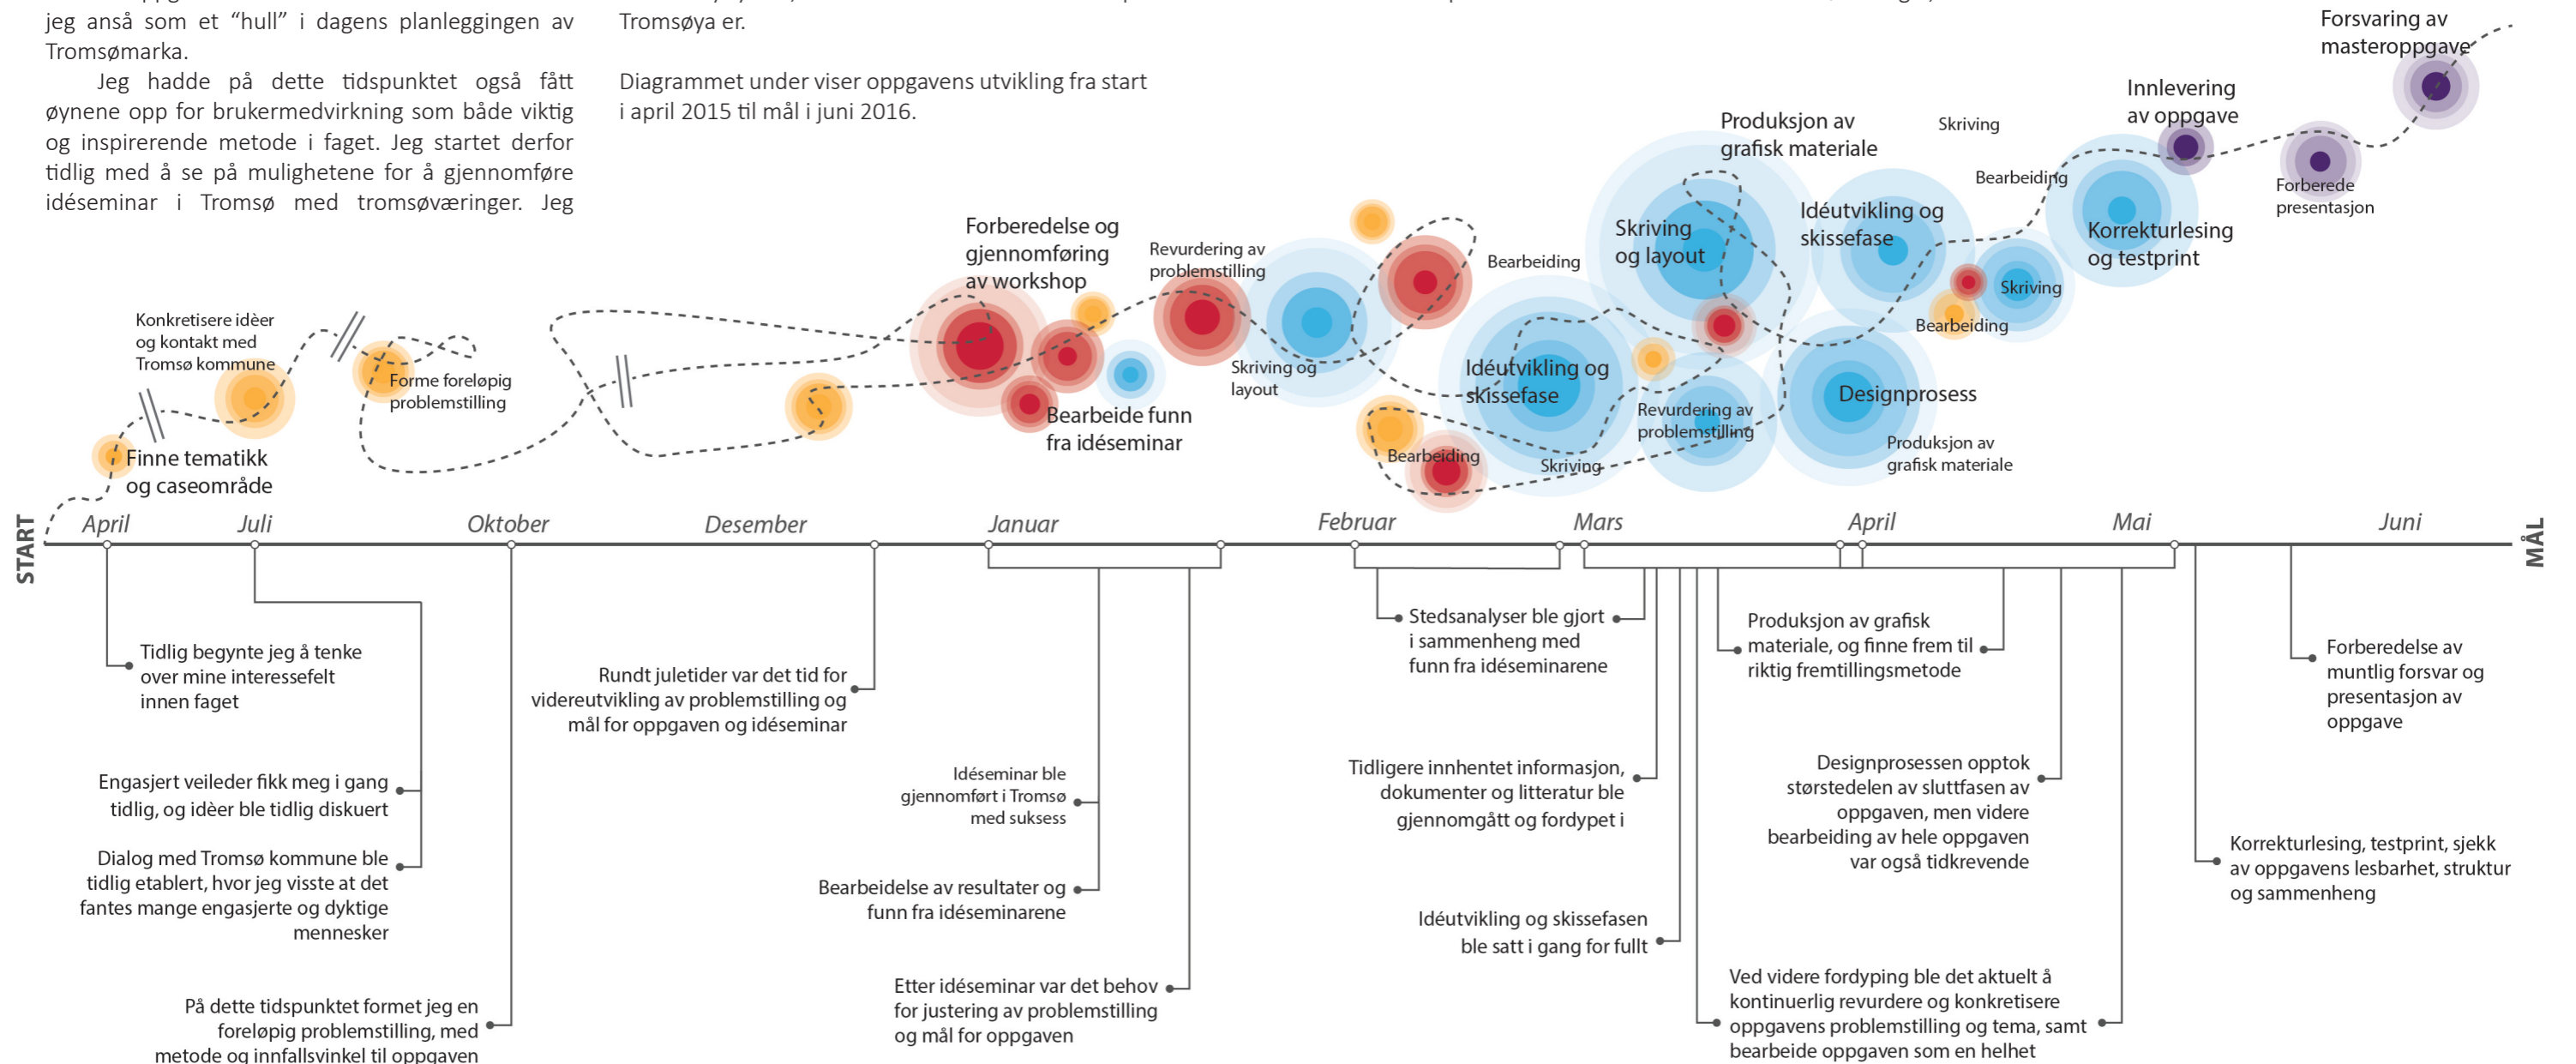 jeg anså som et “hull” i dagens planleggingen av
Tromsømarka.
Jeg hadde på dette tidspunktet også fått
øynene opp for brukermedvirkning som både viktig
og inspirerende metode i faget. Jeg startet derfor
tidlig med å se på mulighetene for å gjennomføre
idéseminar i Tromsø med tromsøværinger. Jeg
Tromsøya er.
Diagrammet under viser oppgavens utvikling fra start
i april 2015 til mål i juni 2016.
Finne tematikk
og caseområde
Konkretisere idèer
og kontakt med
Tromsø kommune
Forme foreløpig
problemstilling
Forberedelse og
gjennomføring
av workshop
Bearbeide funn
fra idéseminar
Revurdering av
problemstilling
Skriving og
layout
Bearbeiding
Bearbeiding
Idéutvikling og
skissefase
Skriving
Skriving
og layout
Produksjon av
grafisk materiale
Revurdering av
problemstilling
Idéutvikling og
skissefase
Designprosess
Produksjon av
grafisk materiale
Skriving
Bearbeiding
Bearbeiding
Skriving
Korrekturlesing
og testprint
Innlevering
av oppgave
Forberede
presentasjon
Forsvaring av
masteroppgave
START
April
Juli
Oktober
Desember
Januar
Februar
Mars
April
Mai
Juni
MÅL
Tidlig begynte jeg å tenke
over mine interessefelt
innen faget
Engasjert veileder fikk meg i gang
tidlig, og idèer ble tidlig diskuert
Dialog med Tromsø kommune ble
tidlig etablert, hvor jeg visste at det
fantes mange engasjerte og dyktige
mennesker
På dette tidspunktet formet jeg en
foreløpig problemstilling, med
metode og innfallsvinkel til oppgaven
Rundt juletider var det tid for
videreutvikling av problemstilling og
mål for oppgaven og idéseminar
Idéseminar ble
gjennomført i Tromsø
med suksess
Bearbeidelse av resultater og
funn fra idéseminarene
Etter idéseminar var det behov
for justering av problemstilling
og mål for oppgaven
Stedsanalyser ble gjort
i sammenheng med
funn fra idéseminarene
Tidligere innhentet informasjon,
dokumenter og litteratur ble
gjennomgått og fordypet i
Idéutvikling og skissefasen
ble satt i gang for fullt
Produksjon av grafisk
materiale, og finne frem til
riktig fremtillingsmetode
Designprosessen opptok
størstedelen av sluttfasen av
oppgaven, men videre
bearbeiding av hele oppgaven
var også tidkrevende
Ved videre fordyping ble det aktuelt å
kontinuerlig revurdere og konkretisere
oppgavens problemstilling og tema, samt
bearbeide oppgaven som en helhet
Korrekturlesing, testprint, sjekk
av oppgavens lesbarhet, struktur
og sammenheng
Forberedelse av
muntlig forsvar og
presentasjon av
oppgave